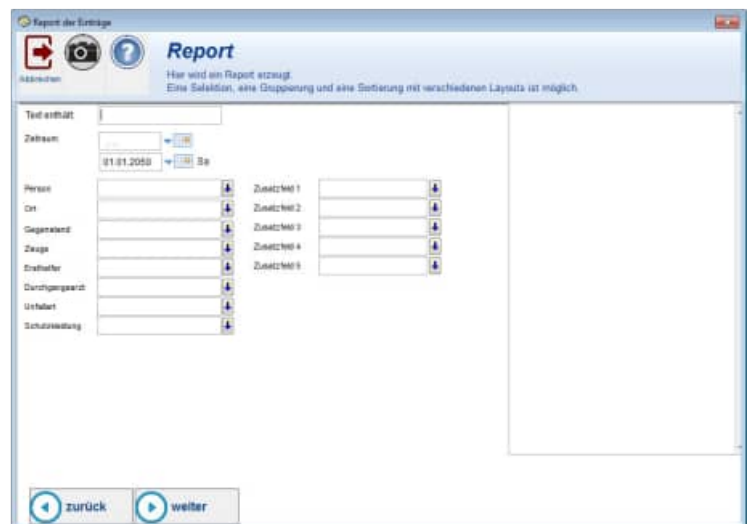 Report der Einträge
Abbrechen
Report
Hier wird ein Report erzeugt.
Eine Selektion, eine Gruppierung und eine Sortierung mit verschiedenen Layouts ist möglich.
Text enthält
Zeitraum
01.01.2050 Sa
Person
Zusatzfeld 1
Ort
Zusatzfeld 2
Gegenstand
Zusatzfeld 3
Zeuge
Zusatzfeld 4
Ersthelfer
Zusatzfeld 5
Durchgangsarzt
Unfallart
Schutzkleidung
zurück
weiter